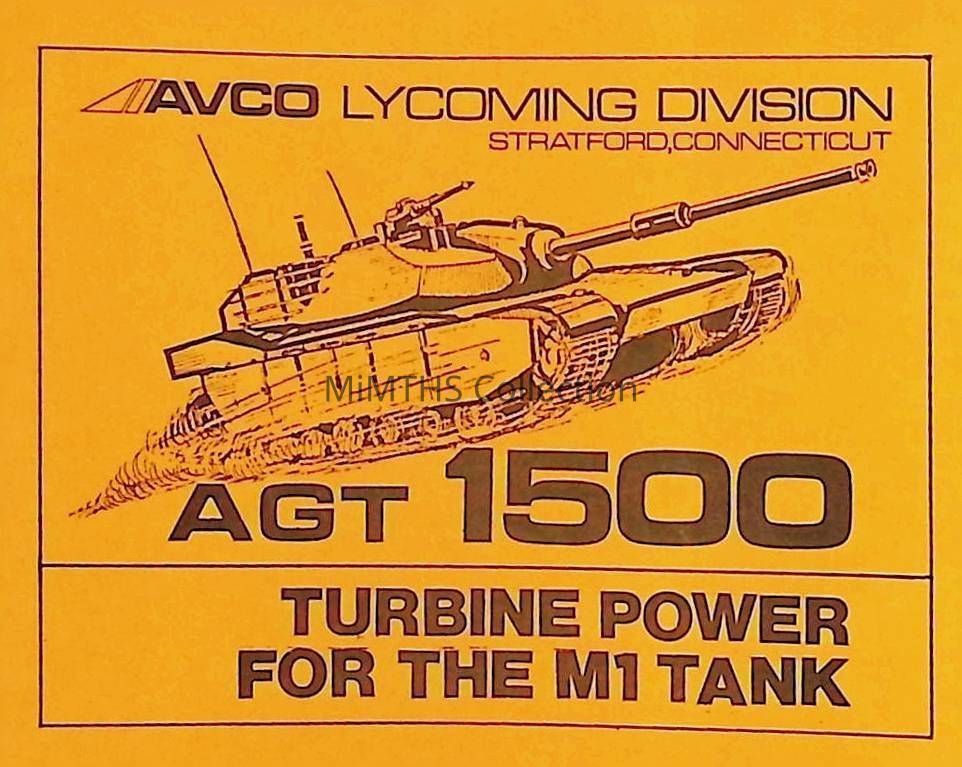 AVCO LYCOMING DIVISION
STRATFORD,CONNECTICUT
MiMTHS Collection
AGT 1500
TURBINE POWER
FOR THE M1 TANK